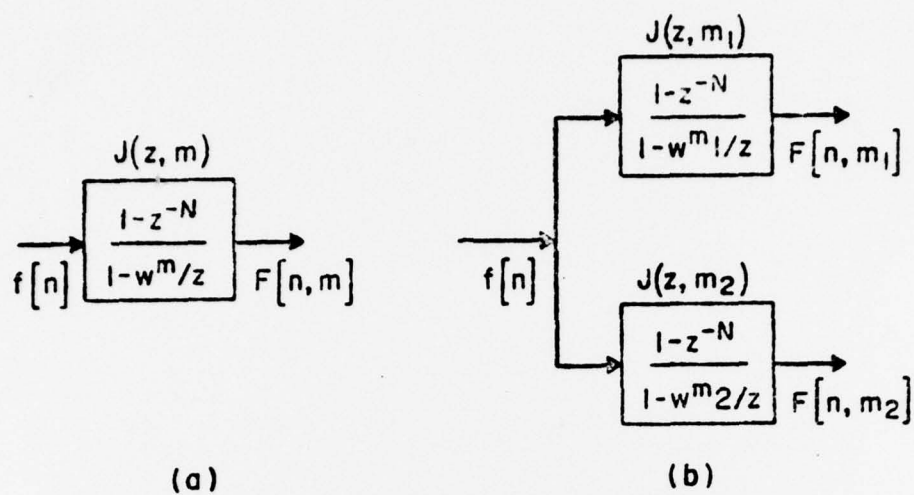 J(z, m)
1-z^-N
1-w^m/z
f[n]
F[n, m]
(a)
J(z, m₁)
1-z^-N
1-w^m1/z
F[n, m₁]
f[n]
J(z, m₂)
1-z^-N
1-w^m2/z
F[n, m₂]
(b)